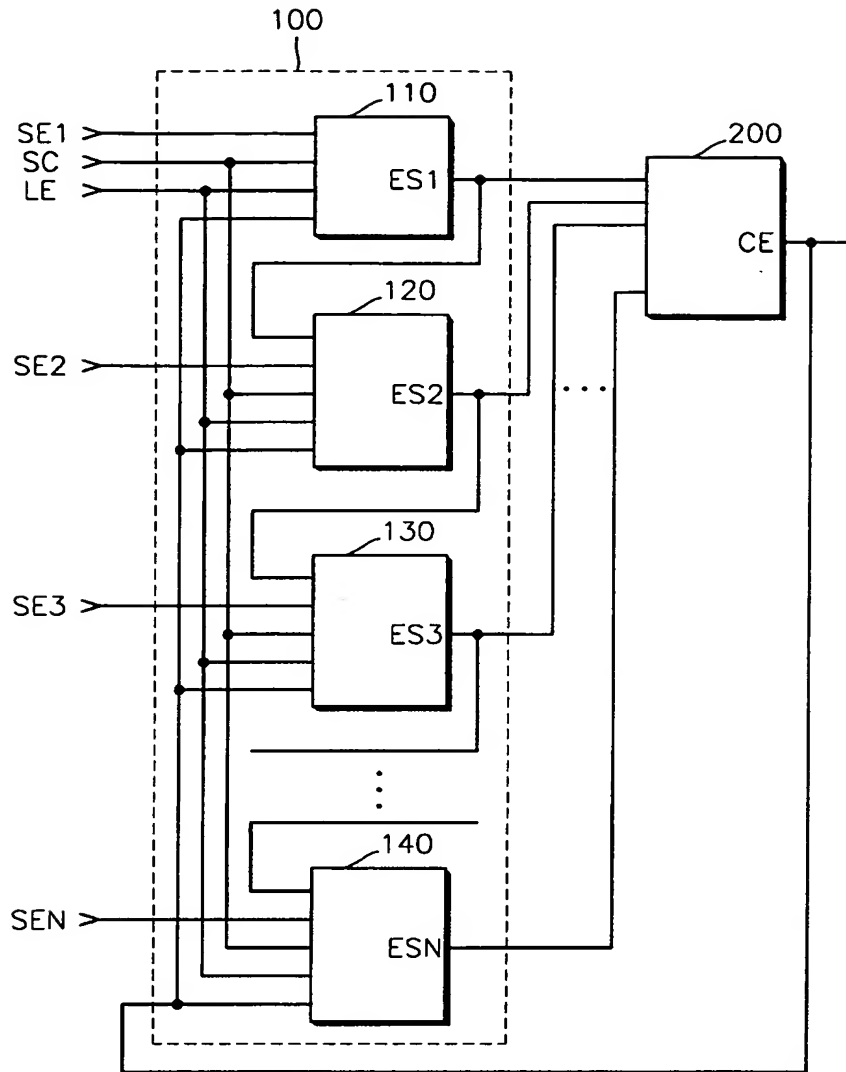 100
110
SE1
SC
LE
ES1
200
CE
120
SE2
ES2
. . . .
130
SE3
ES3
140
SEN
ESN